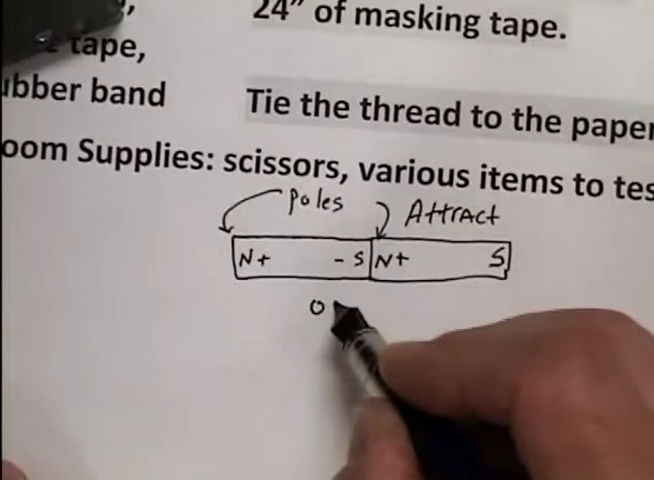 24" of masking tape.
tape,
ubber band Tie the thread to the paper
oom Supplies: scissors, various items to tes
Poles Attract
N+ - S N+ S
o